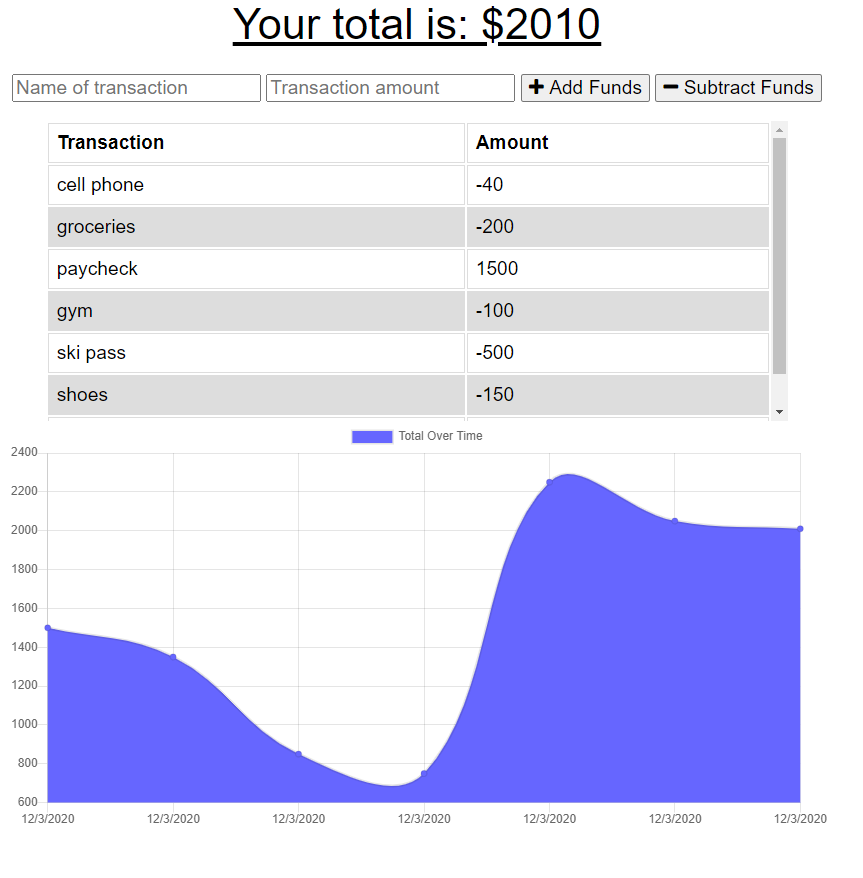 Your total is: $2010
Name of transaction Transaction amount + Add Funds − Subtract Funds
Transaction Amount
cell phone -40
groceries -200
paycheck 1500
gym -100
ski pass -500
shoes -150
Total Over Time
2400
2200
2000
1800
1600
1400
1200
1000
800
600
12/3/2020 12/3/2020 12/3/2020 12/3/2020 12/3/2020 12/3/2020 12/3/2020